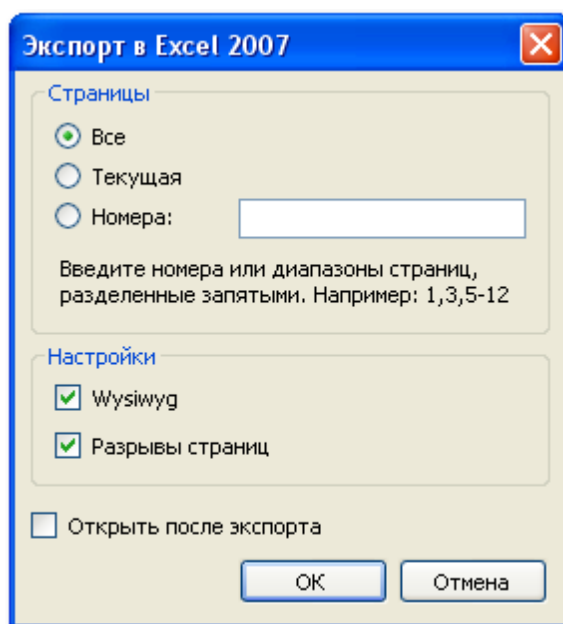 Экспорт в Excel 2007
Страницы
Все
Текущая
Номера:
Введите номера или диапазоны страниц,
разделенные запятыми. Например: 1,3,5-12
Настройки
Wysiwyg
Разрывы страниц
Открыть после экспорта
ОК Отмена